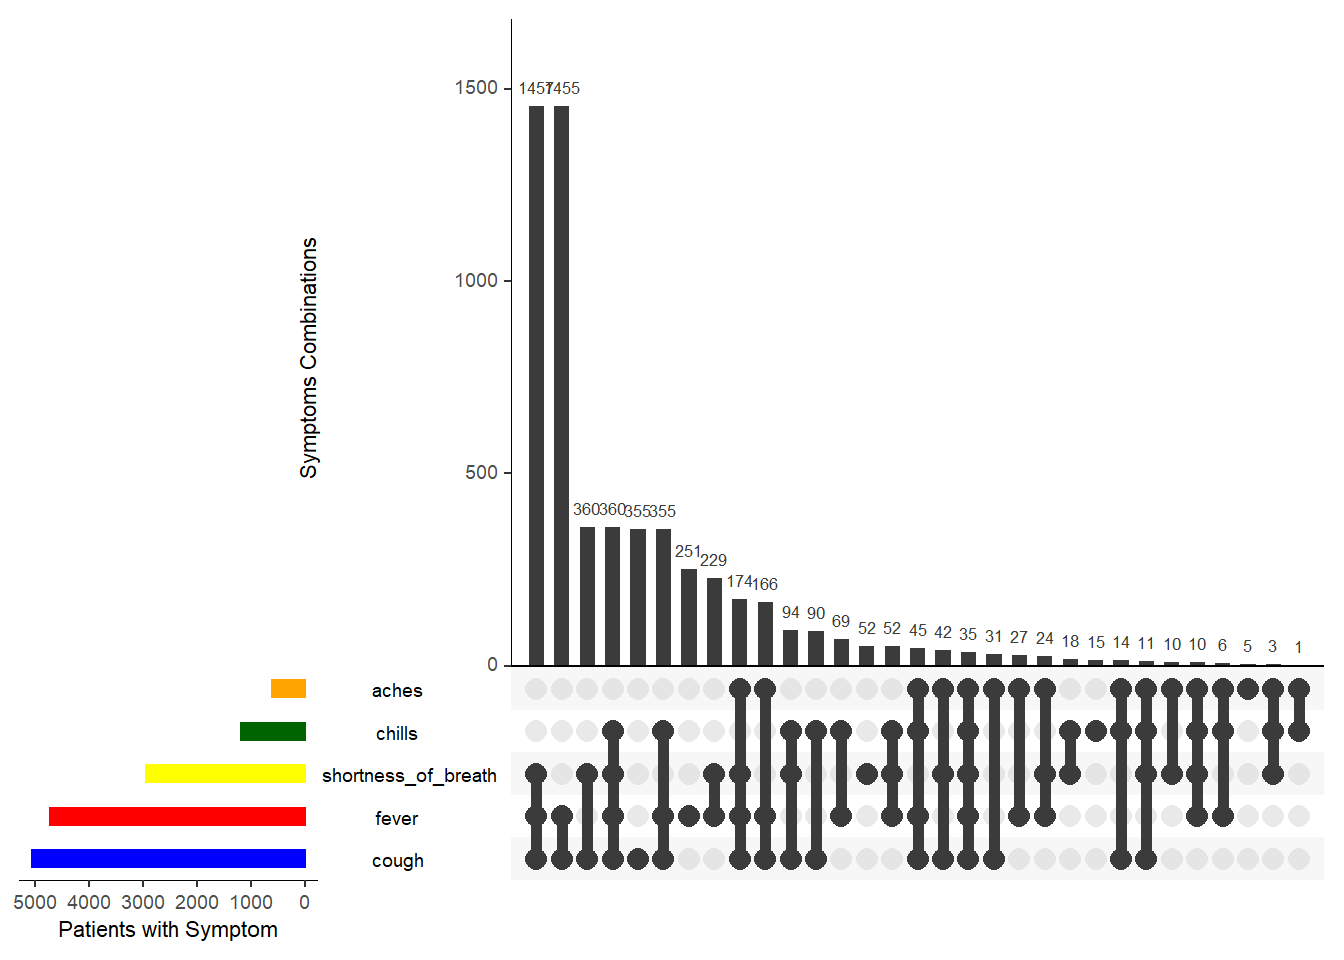 1457 1455
1500
Symptoms Combinations
1000
500
360 360 355 355
251 229
174 166
94 90 69 52 52 45 42 35 31 27 24 18 15 14 11 10 10 6 5 3 1
0
aches
chills
shortness_of_breath
fever
cough
5000 4000 3000 2000 1000 0
Patients with Symptom